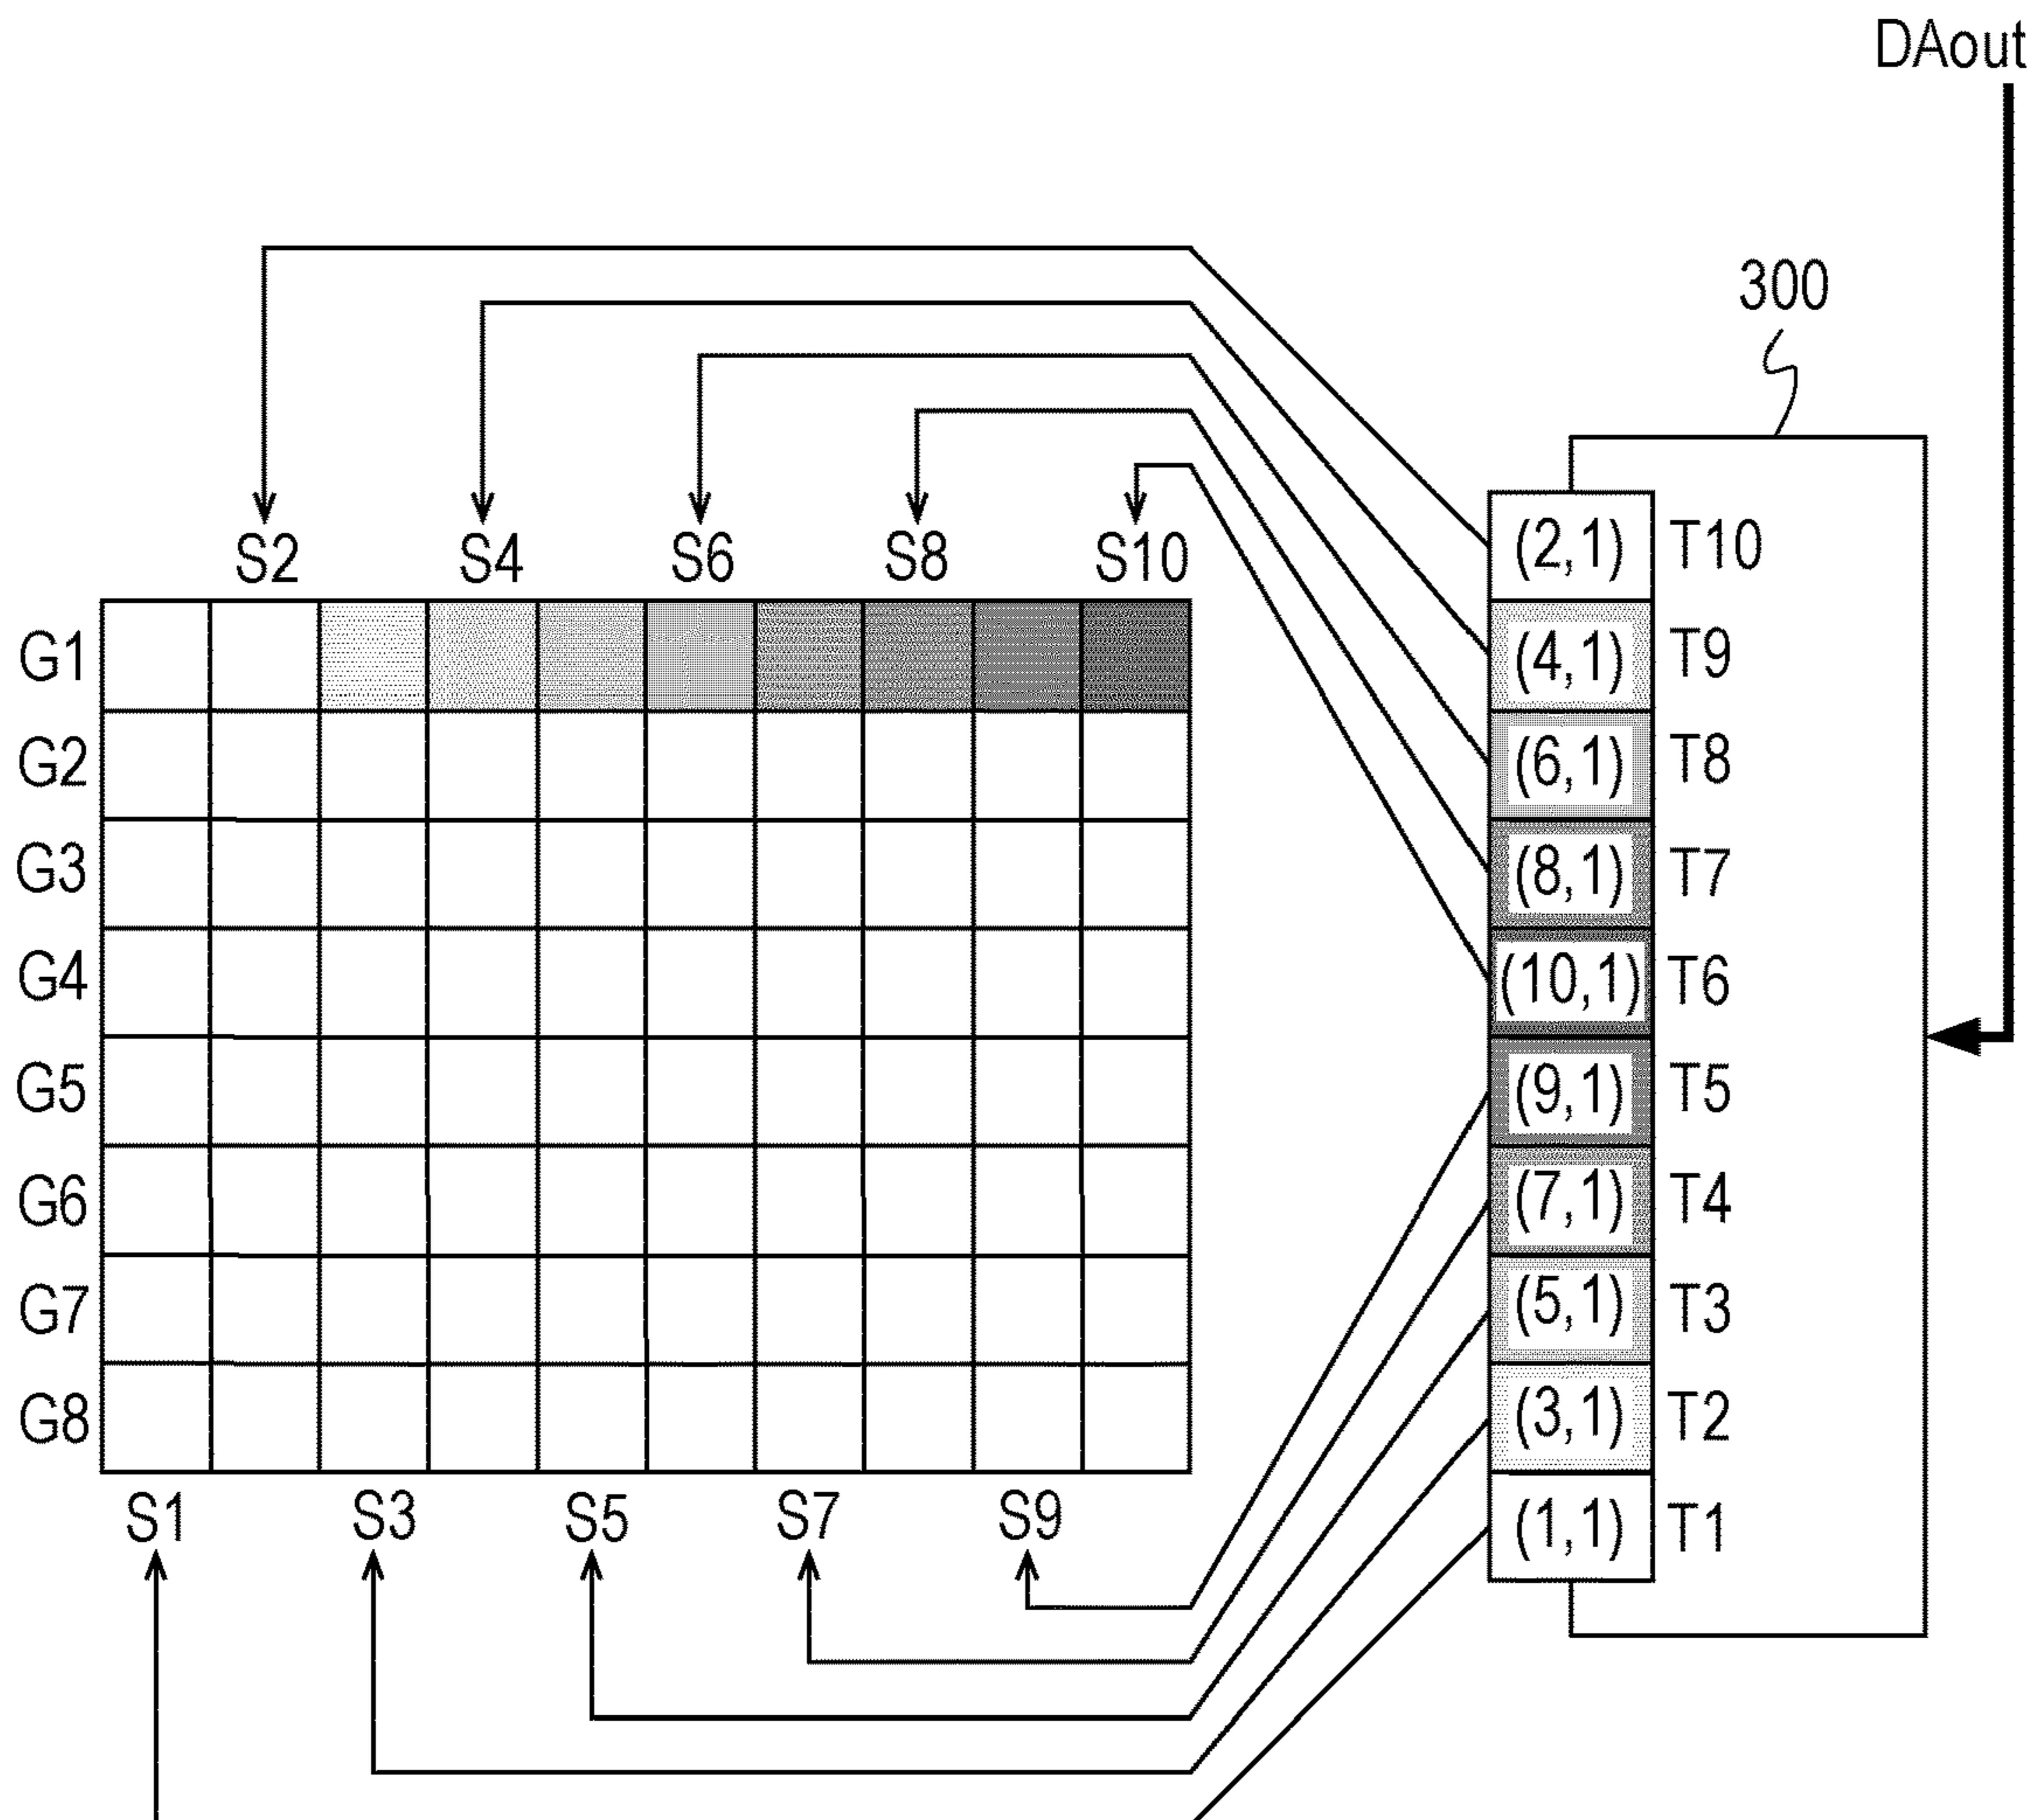 DAout
300
S2 S4 S6 S8 S10
(2,1) T10
G1 (4,1) T9
G2 (6,1) T8
G3 (8,1) T7
G4 (10,1) T6
G5 (9,1) T5
G6 (7,1) T4
G7 (5,1) T3
G8 (3,1) T2
S1 S3 S5 S7 S9 (1,1) T1